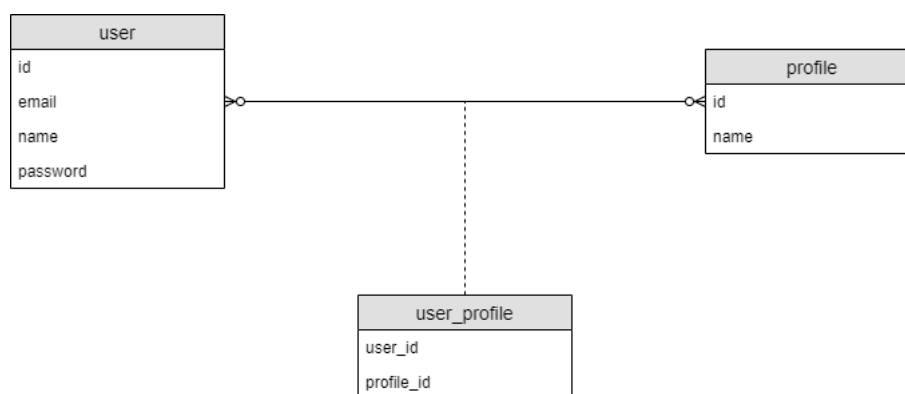 user
id
email
name
password
profile
id
name
user_profile
user_id
profile_id